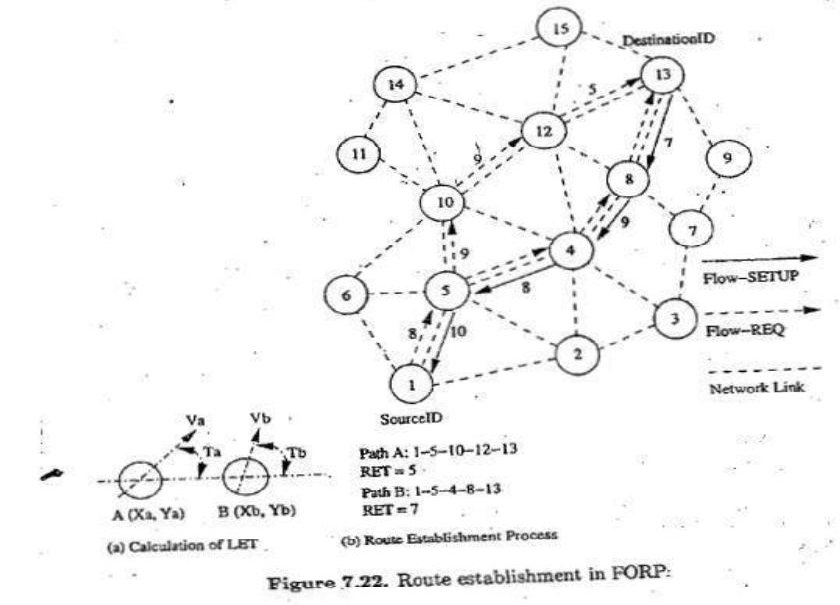 15
DestinationID
13
14
5
12
7
11
9
9
8
10
9
7
4
9
8
Flow-SETUP
6
5
3
Flow-REQ
8
10
2
1
Network Link
SourceID
Va Vb
Ta Tb
Path A: 1-5-10-12-13
RET = 5
Path B: 1-5-4-8-13
RET = 7
A (Xa, Ya) B (Xb, Yb)
(a) Calculation of LET
(b) Route Establishment Process
Figure 7.22. Route establishment in FORP: